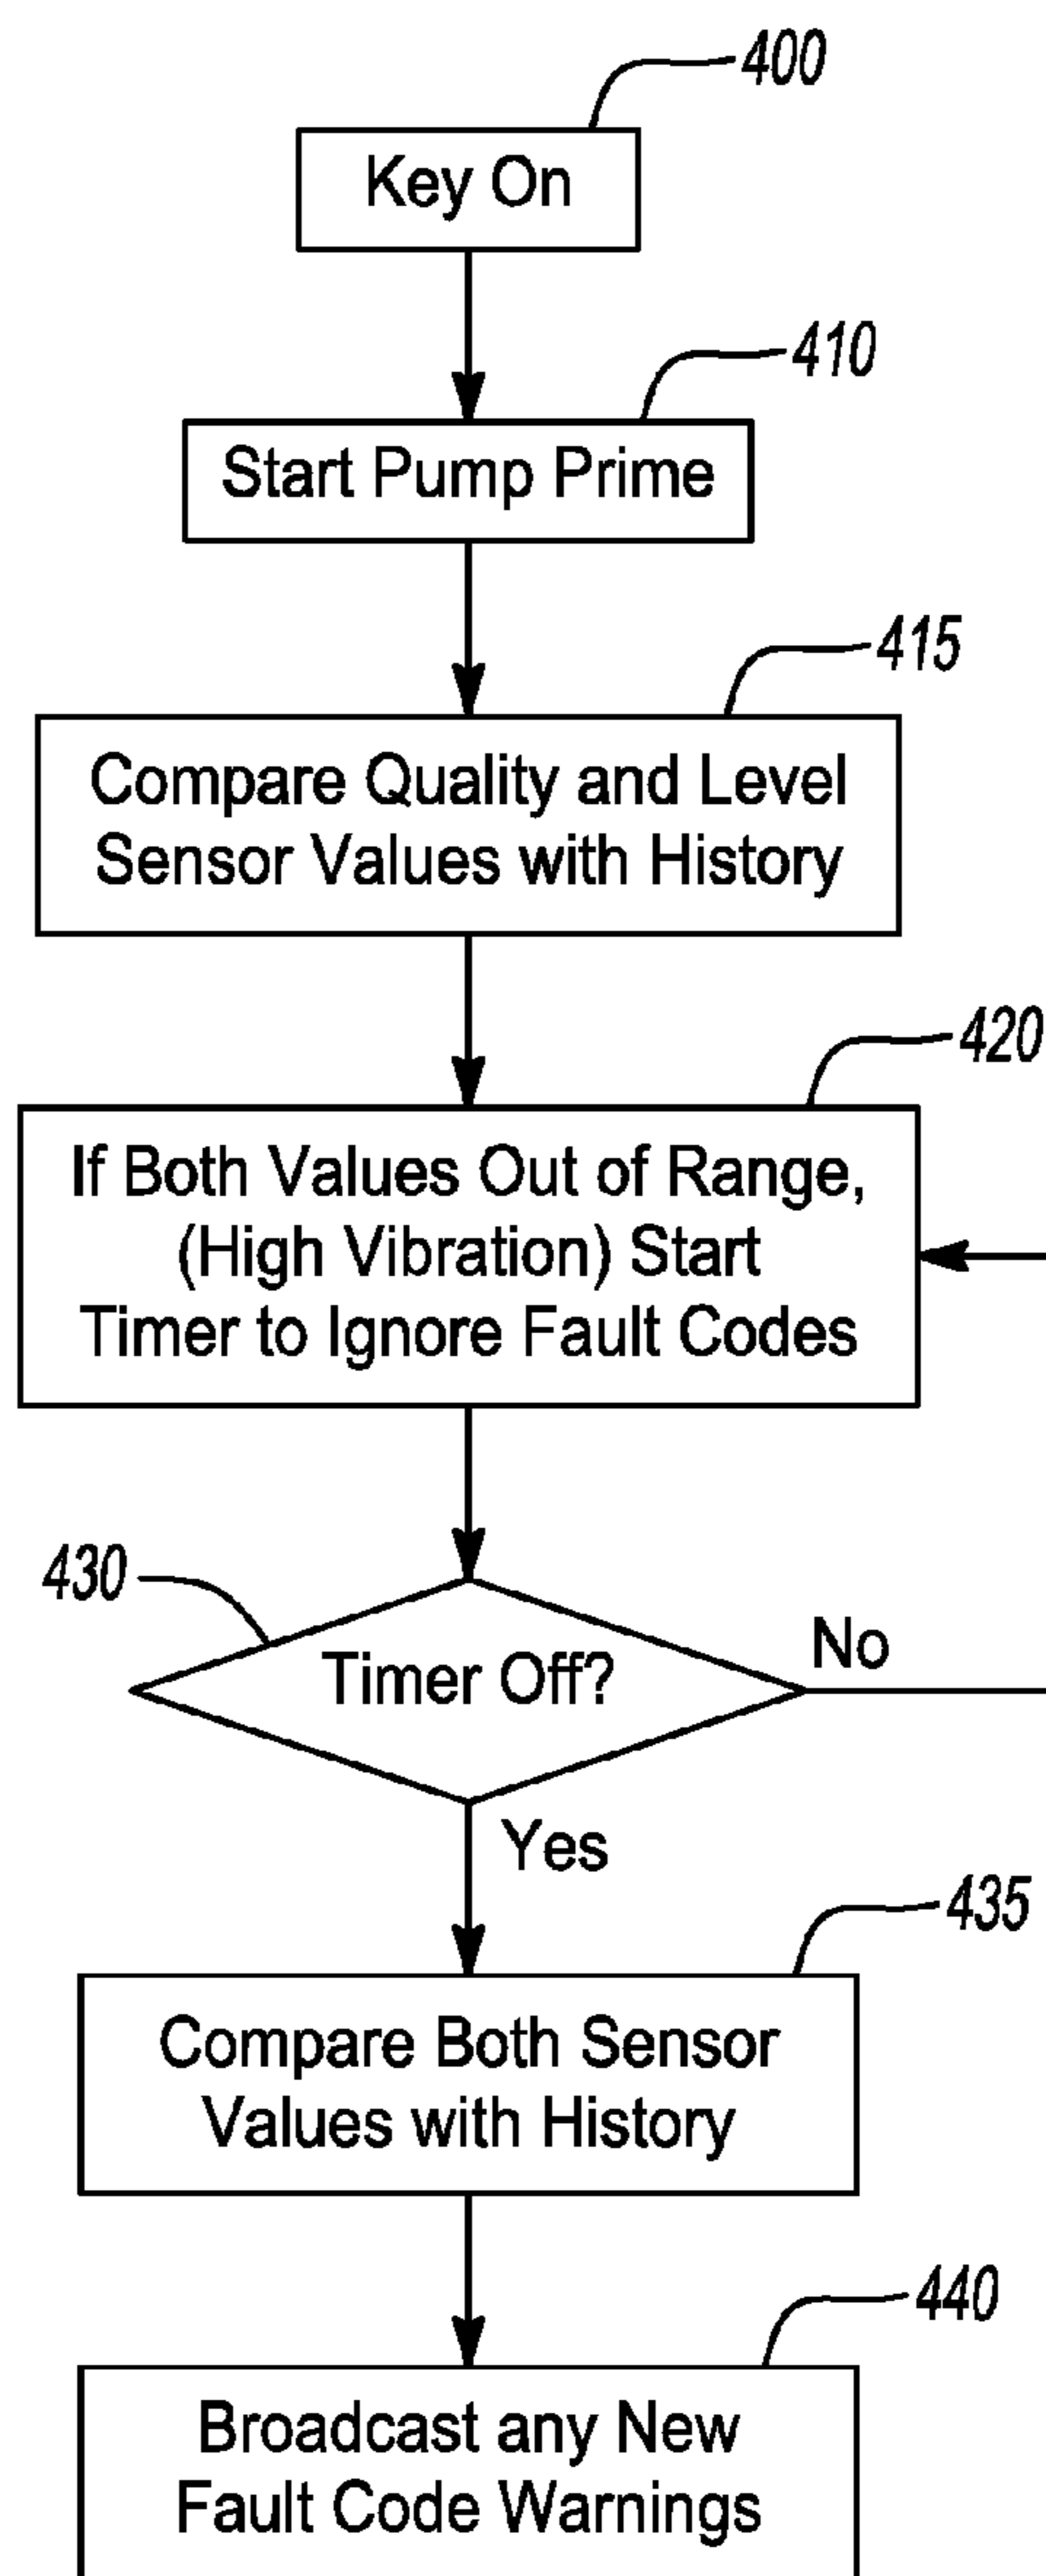 400
Key On
410
Start Pump Prime
415
Compare Quality and Level
Sensor Values with History
420
If Both Values Out of Range,
(High Vibration) Start
Timer to Ignore Fault Codes
430
Timer Off?
No
Yes
435
Compare Both Sensor
Values with History
440
Broadcast any New
Fault Code Warnings